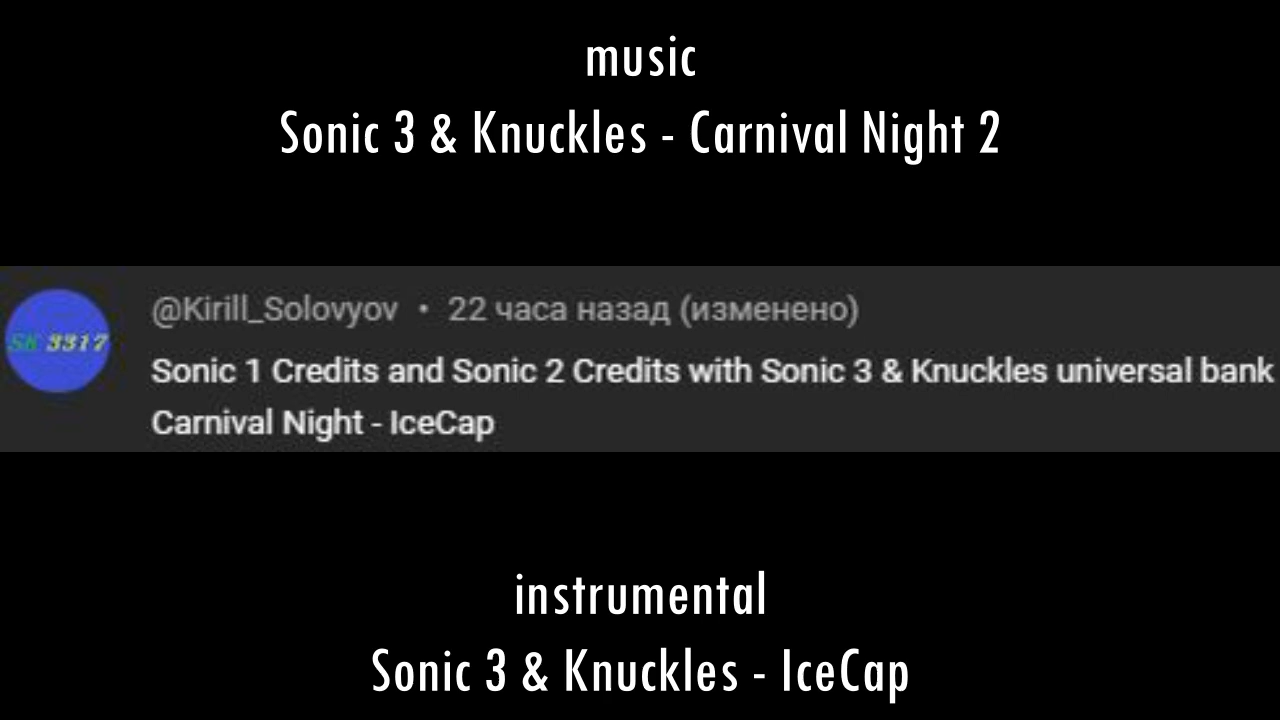 music
Sonic 3 & Knuckles - Carnival Night 2
@Kirill_Solovyov • 22 часа назад (изменено)
SK 3317
Sonic 1 Credits and Sonic 2 Credits with Sonic 3 & Knuckles universal bank
Carnival Night - IceCap
instrumental
Sonic 3 & Knuckles - IceCap